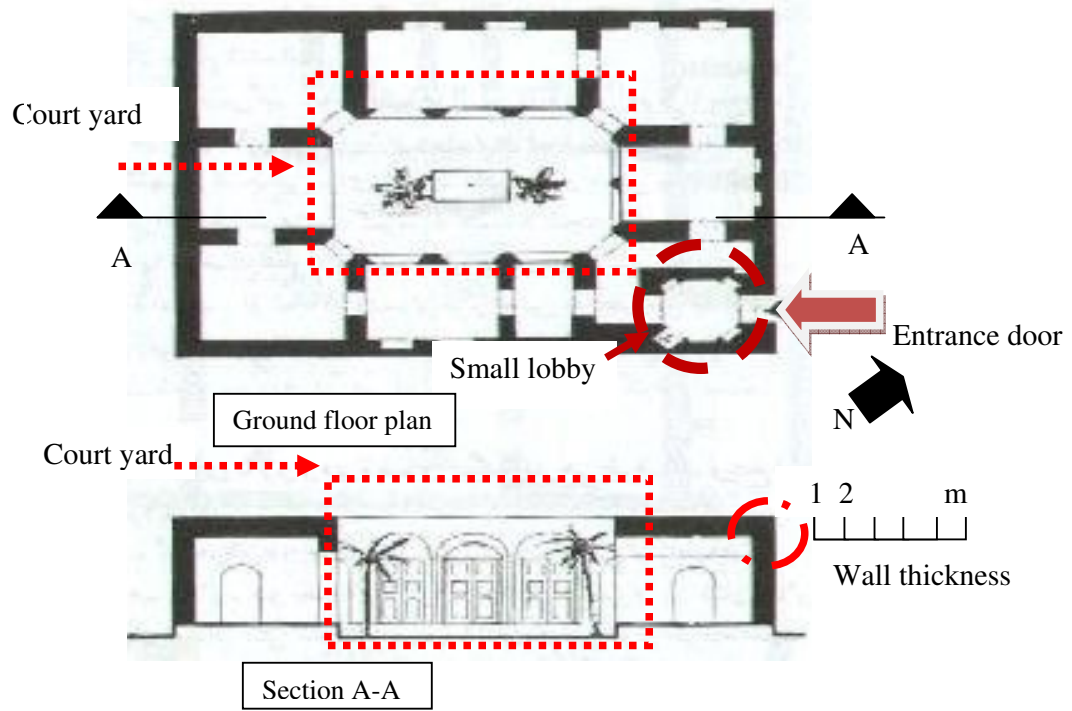 Court yard
A
A
Entrance door
Small lobby
N
Ground floor plan
Court yard
1 2 m
Wall thickness
Section A-A